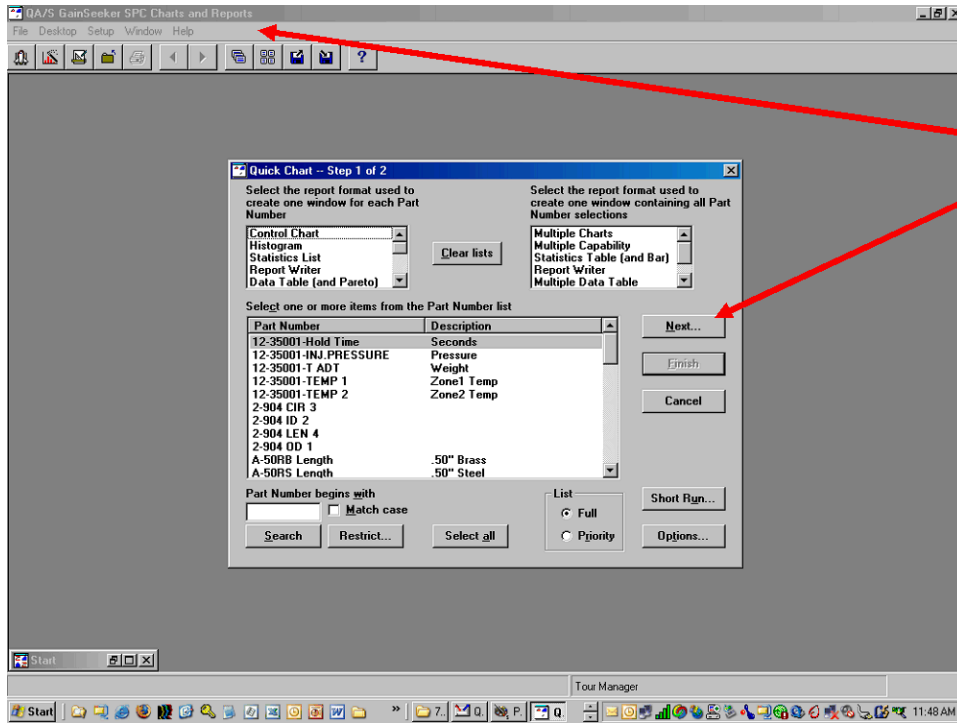 QA/S GainSeeker SPC Charts and Reports
File Desktop Setup Window Help
?
Quick Chart -- Step 1 of 2
Select the report format used to
create one window for each Part
Number
Control Chart
Histogram
Statistics List
Report Writer
Data Table (and Pareto)
Clear lists
Select the report format used to
create one window containing all Part
Number selections
Multiple Charts
Multiple Capability
Statistics Table (and Bar)
Report Writer
Multiple Data Table
Select one or more items from the Part Number list
Part Number Description
12-35001-Hold Time Seconds
12-35001-INJ.PRESSURE Pressure
12-35001-T ADT Weight
12-35001-TEMP 1 Zone1 Temp
12-35001-TEMP 2 Zone2 Temp
2-904 CIR 3
2-904 ID 2
2-904 LEN 4
2-904 OD 1
A-50RB Length .50" Brass
A-50RS Length .50" Steel
Next...
Finish
Cancel
Part Number begins with
Match case
Search Restrict... Select all
List
Full
Priority
Short Run...
Options...
Start
Tour Manager
Start » 7.. Q. P. Q 11:48 AM